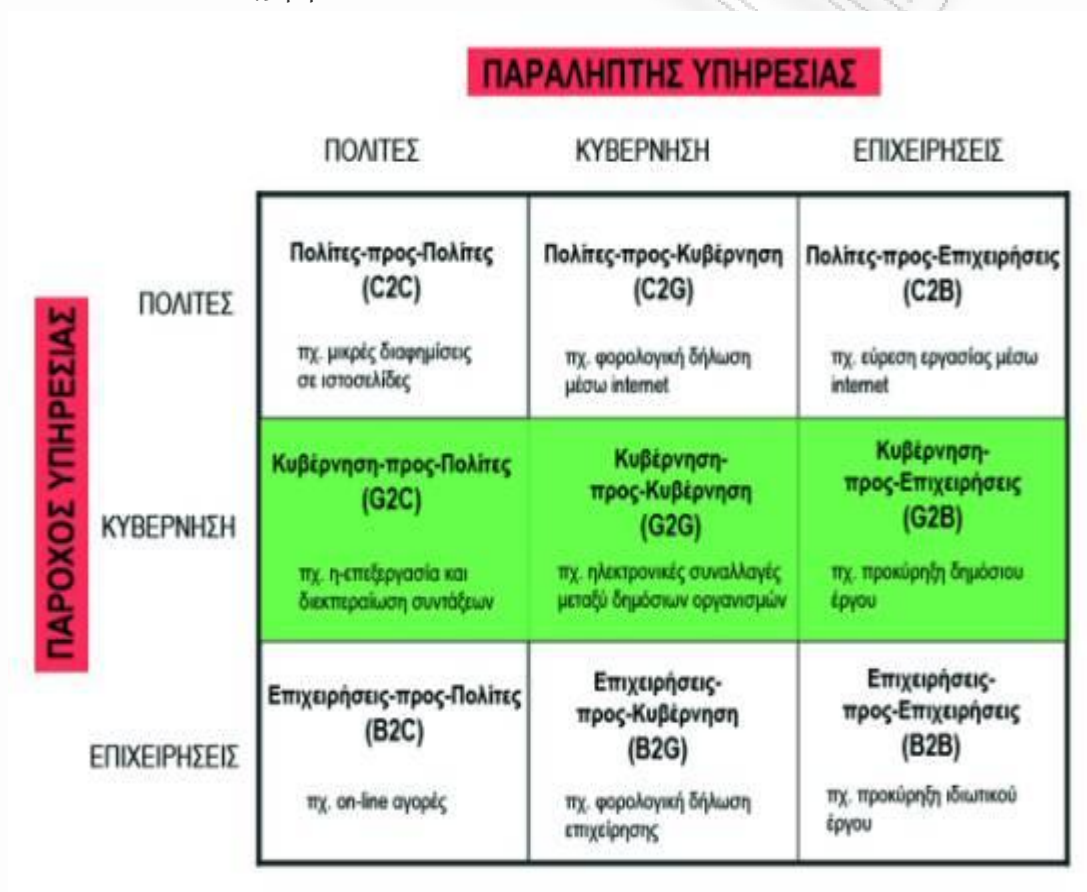 ΠΑΡΑΛΗΠΤΗΣ ΥΠΗΡΕΣΙΑΣ
ΠΟΛΙΤΕΣ
ΚΥΒΕΡΝΗΣΗ
ΕΠΙΧΕΙΡΗΣΕΙΣ
ΠΑΡΟΧΟΣ ΥΠΗΡΕΣΙΑΣ
ΠΟΛΙΤΕΣ
Πολίτες-προς-Πολίτες
(C2C)
πχ. μικρές διαφημίσεις
σε ιστοσελίδες
Πολίτες-προς-Κυβέρνηση
(C2G)
πχ. φορολογική δήλωση
μέσω internet
Πολίτες-προς-Επιχειρήσεις
(C2B)
πχ. εύρεση εργασίας μέσω
internet
ΚΥΒΕΡΝΗΣΗ
Κυβέρνηση-προς-Πολίτες
(G2C)
πχ. η-επεξεργασία και
διεκπεραίωση συντάξεων
Κυβέρνηση-
προς-Κυβέρνηση
(G2G)
πχ. ηλεκτρονικές συναλλαγές
μεταξύ δημόσιων οργανισμών
Κυβέρνηση-
προς-Επιχειρήσεις
(G2B)
πχ. προκύρηξη δημόσιου
έργου
ΕΠΙΧΕΙΡΗΣΕΙΣ
Επιχειρήσεις-προς-Πολίτες
(B2C)
πχ. on-line αγορές
Επιχειρήσεις-
προς-Κυβέρνηση
(B2G)
πχ. φορολογική δήλωση
επιχείρησης
Επιχειρήσεις-
προς-Επιχειρήσεις
(B2B)
πχ. προκύρηξη ιδιωτικού
έργου